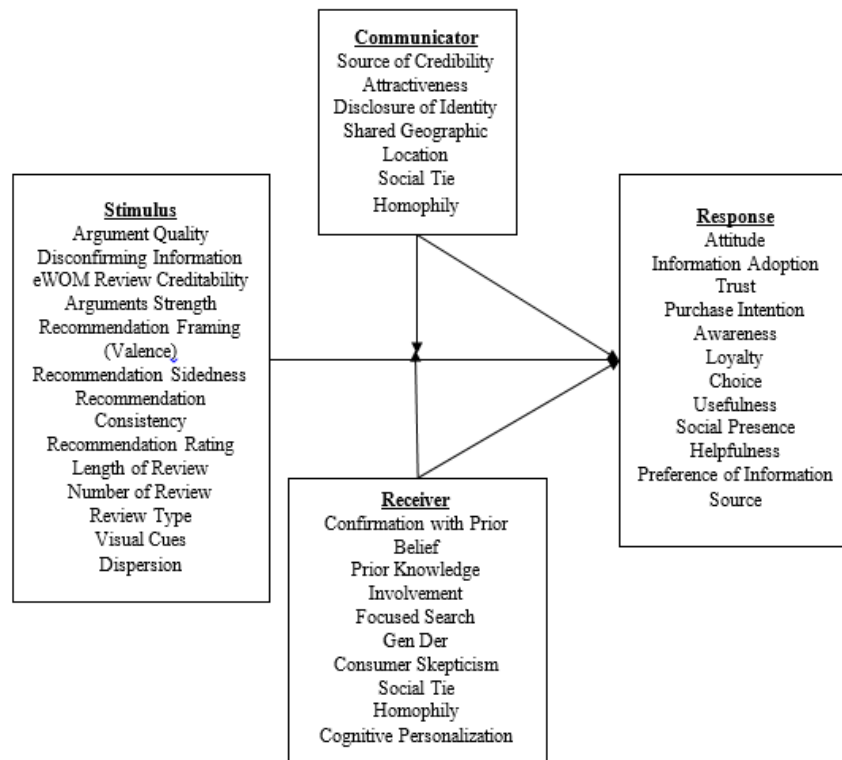 Communicator
Source of Credibility
Attractiveness
Disclosure of Identity
Shared Geographic
Location
Social Tie
Homophily
Stimulus
Argument Quality
Disconfirming Information
eWOM Review Creditability
Arguments Strength
Recommendation Framing
(Valence)
Recommendation Sidedness
Recommendation
Consistency
Recommendation Rating
Length of Review
Number of Review
Review Type
Visual Cues
Dispersion
Response
Attitude
Information Adoption
Trust
Purchase Intention
Awareness
Loyalty
Choice
Usefulness
Social Presence
Helpfulness
Preference of Information
Source
Receiver
Confirmation with Prior
Belief
Prior Knowledge
Involvement
Focused Search
Gen Der
Consumer Skepticism
Social Tie
Homophily
Cognitive Personalization